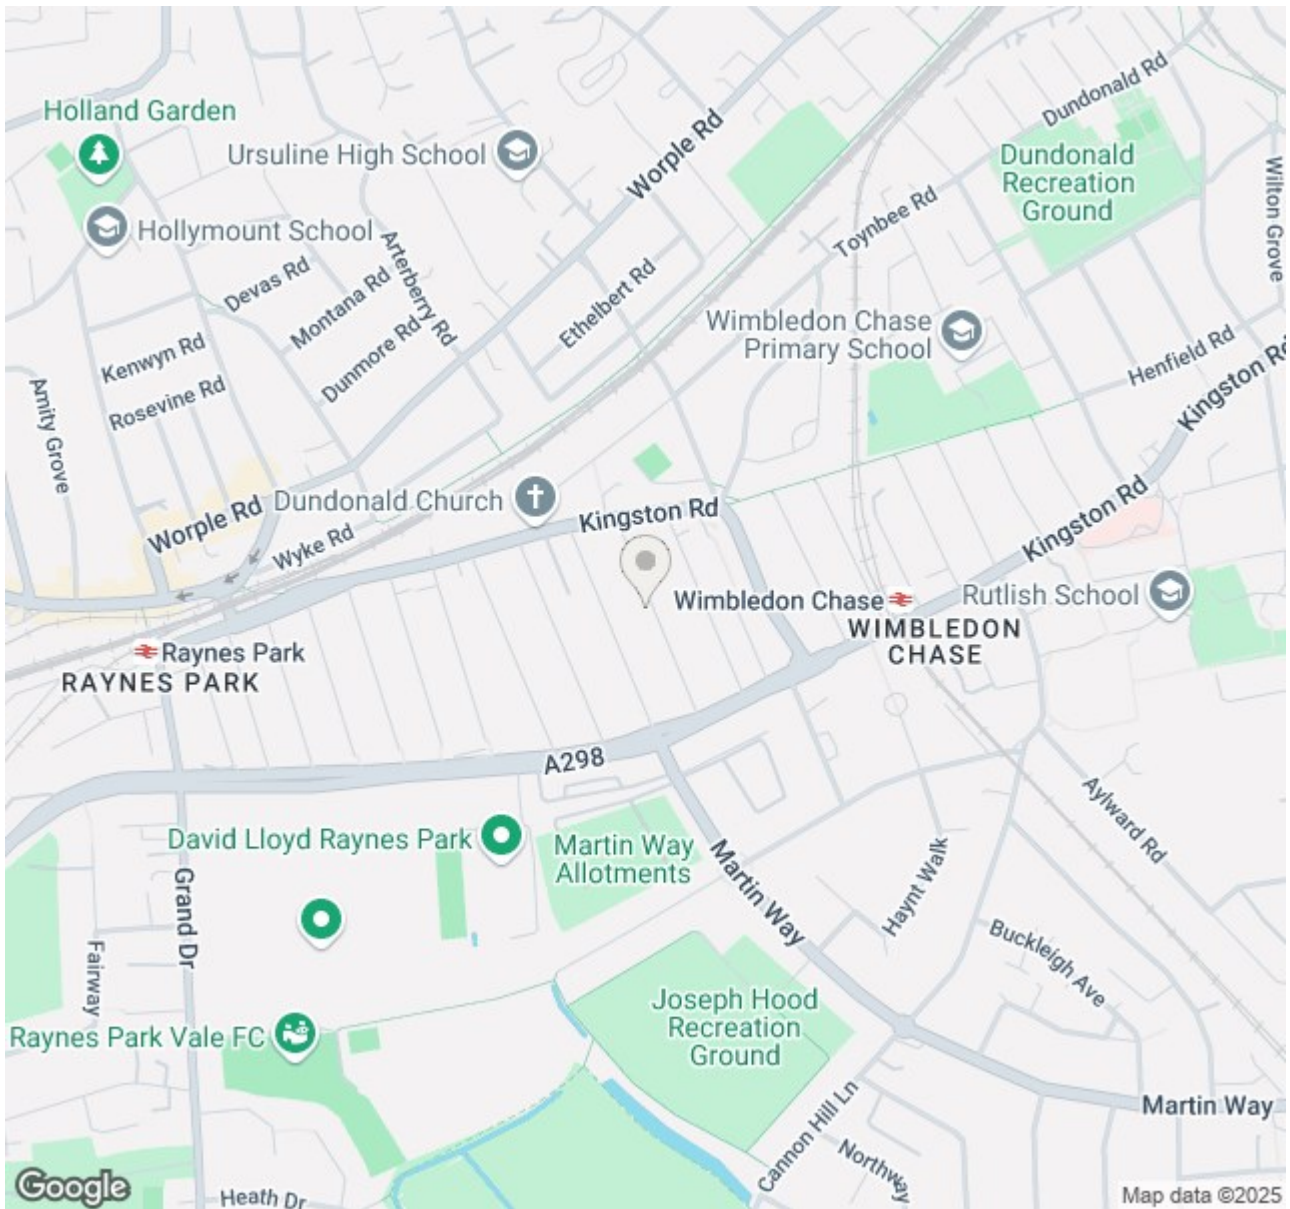 Holland Garden
Ursuline High School
Worple Rd
Dundonald Rd
Dundonald
Recreation
Ground
Wilton Grove
Hollymount School
Toynbee Rd
Arterberry Rd
Devas Rd
Montana Rd
Ethelbert Rd
Dunmore Rd
Wimbledon Chase
Primary School
Kenwyn Rd
Rosevine Rd
Henfield Rd
Kingston Rd
Amity Grove
Dundonald Church
Kingston Rd
Kingston Rd
Worple Rd
Wyke Rd
Wimbledon Chase
WIMBLEDON
CHASE
Rutlish School
Raynes Park
RAYNES PARK
A298
Aylward Rd
David Lloyd Raynes Park
Martin Way
Allotments
Martin Way
Haynt Walk
Grand Dr
Fairway
Buckleigh Ave
Joseph Hood
Recreation
Ground
Raynes Park Vale FC
Martin Way
Cannon Hill Ln
Northway
Heath Dr
Google
Map data ©2025